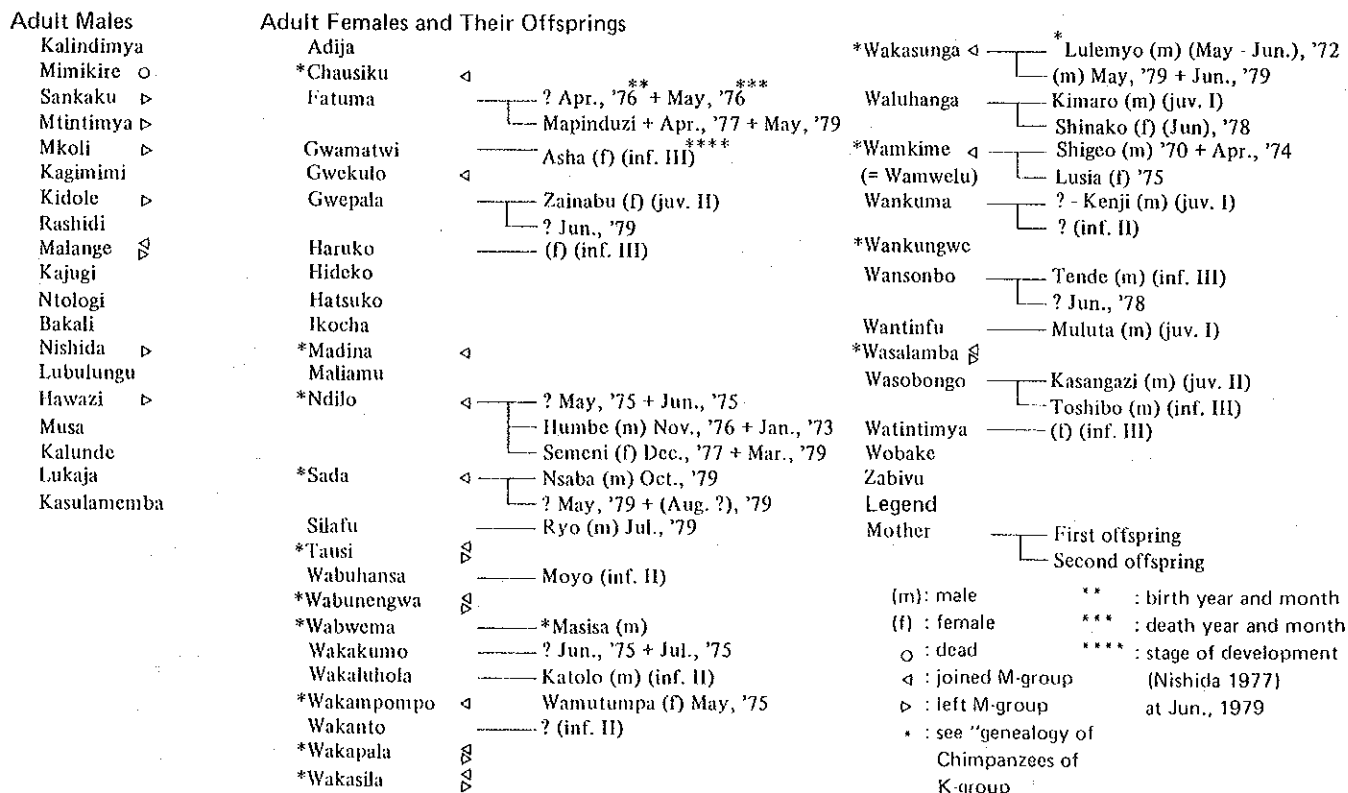 Adult Males
Kalindimya
Mimikire ○
Sankaku ▷
Mtintimya ▷
Mkoli ▷
Kagimimi
Kidole ▷
Rashidi
Malange ◁▷
Kajugi
Ntologi
Bakali
Nishida ▷
Lubulungu
Hawazi ▷
Musa
Kalunde
Lukaja
Kasulamemba
Adult Females and Their Offsprings
Adija
*Chausiku ◁
Fatuma ? Apr., '76** + May, '76***
Mapinduzi + Apr., '77 + May, '79
Gwamatwi Asha (f) (inf. III)****
Gwekulo ◁
Gwepala Zainabu (f) (juv. II)
? Jun., '79
Haruko (f) (inf. III)
Hideko
Hatsuko
Ikocha
*Madina ◁
Maliamu
*Ndilo ◁ ? May, '75 + Jun., '75
Humbe (m) Nov., '76 + Jan., '73
Semeni (f) Dec., '77 + Mar., '79
*Sada ◁ Nsaba (m) Oct., '79
? May, '79 + (Aug. ?), '79
Silafu Ryo (m) Jul., '79
*Tausi ◁▷
Wabuhansa Moyo (inf. II)
*Wabunengwa ◁▷
*Wabwema *Masisa (m)
Wakakumo ? Jun., '75 + Jul., '75
Wakaluhola Katolo (m) (inf. II)
*Wakampompo ◁ Wamutumpa (f) May, '75
Wakanto ? (inf. II)
*Wakapala ◁▷
*Wakasila ◁▷
*Wakasunga ◁ *Lulemyo (m) (May - Jun.), '72
(m) May, '79 + Jun., '79
Waluhanga Kimaro (m) (juv. I)
Shinako (f) (Jun), '78
*Wamkime ◁ Shigeo (m) '70 + Apr., '74
(= Wamwelu) Lusia (f) '75
Wankuma ? - Kenji (m) (juv. I)
? (inf. II)
*Wankungwe
Wansonbo Tende (m) (inf. III)
? Jun., '78
Wantinfu Muluta (m) (juv. I)
*Wasalamba ◁▷
Wasobongo Kasangazi (m) (juv. II)
Toshibo (m) (inf. III)
Watintimya (f) (inf. III)
Wobake
Zabivu
Legend
Mother First offspring
Second offspring
(m): male
(f) : female
○ : dead
◁ : joined M-group
▷ : left M-group
* : see "genealogy of
Chimpanzees of
K-group
** : birth year and month
*** : death year and month
**** : stage of development
(Nishida 1977)
at Jun., 1979